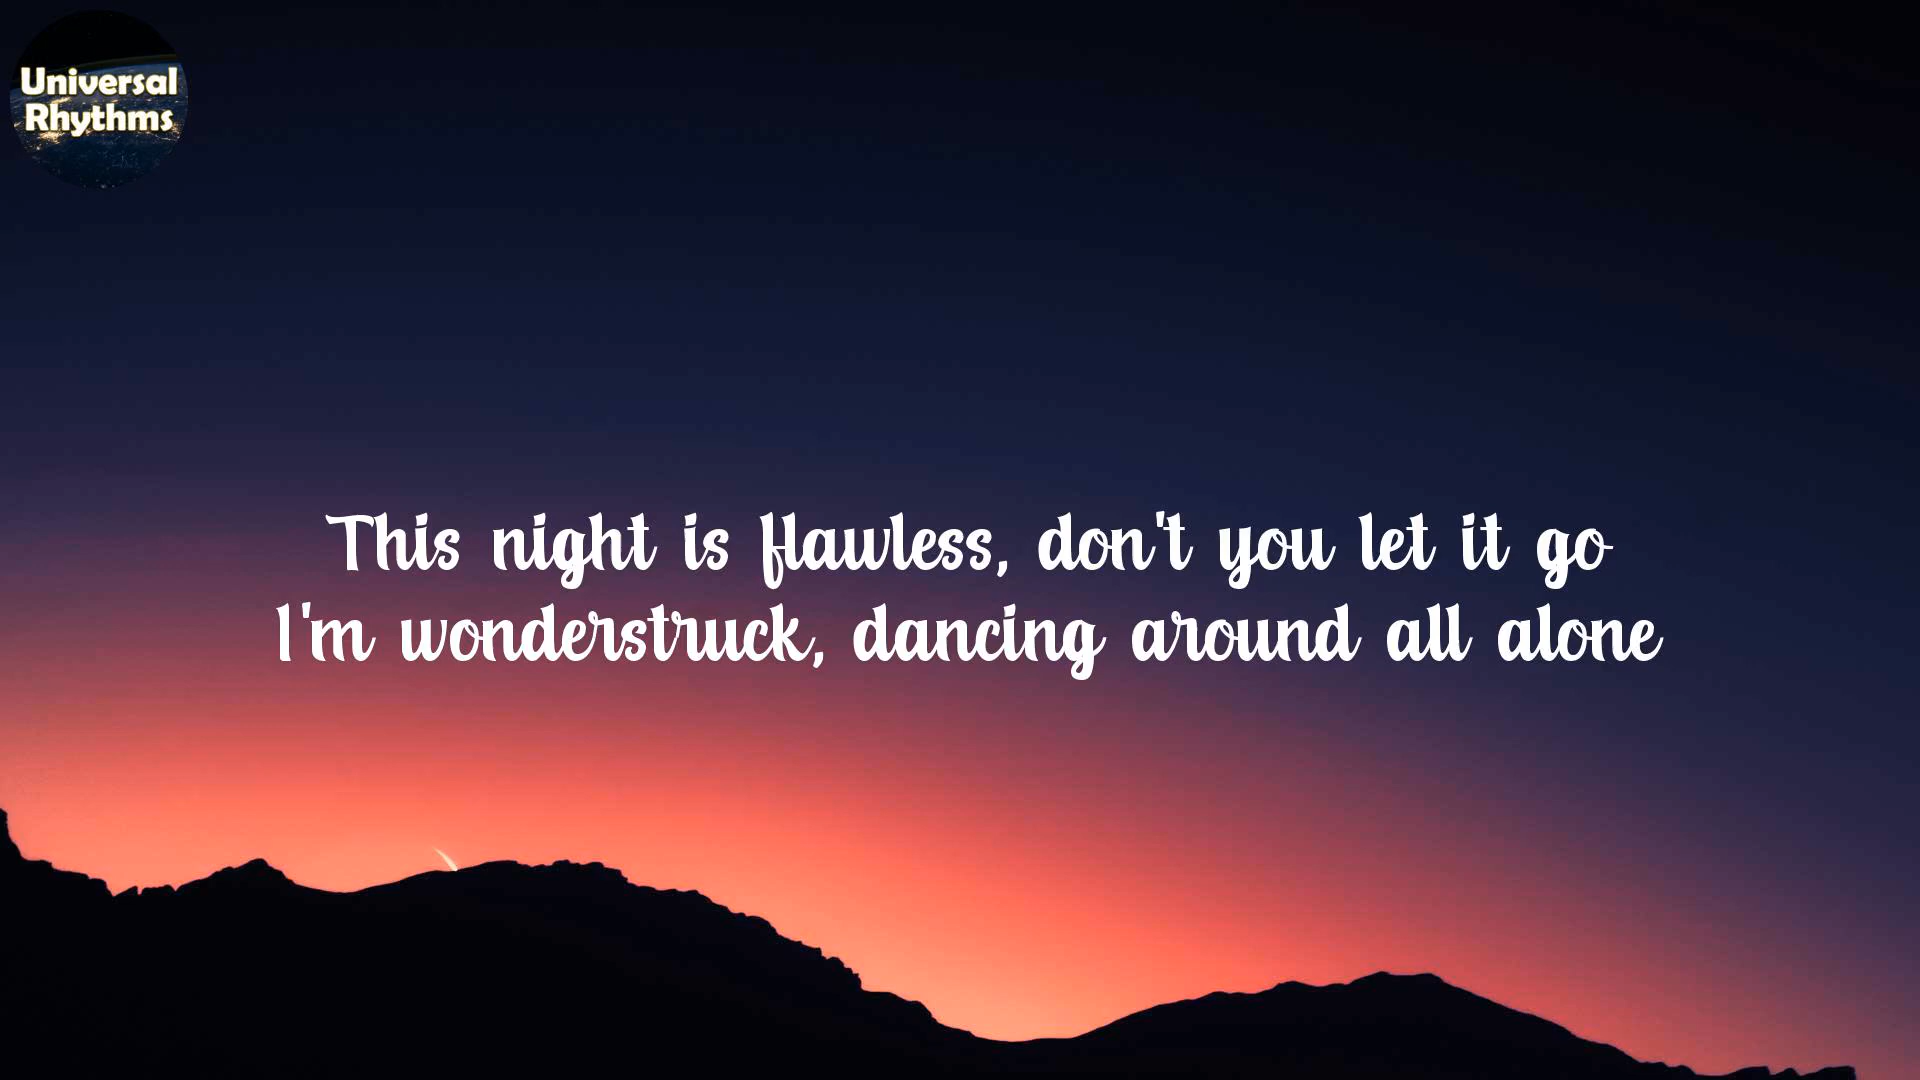 Universal
Rhythms
This night is flawless, don't you let it go
I'm wonderstruck, dancing around all alone